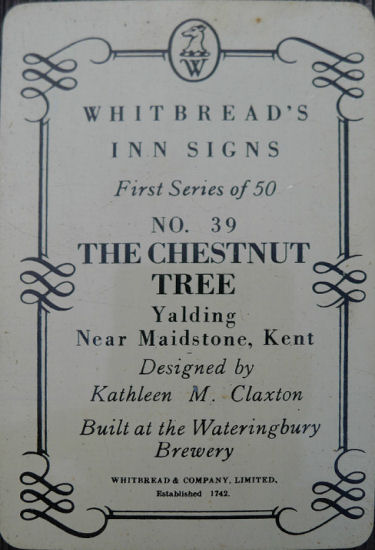 W
WHITBREAD'S
INN SIGNS
First Series of 50
NO. 39
THE CHESTNUT
TREE
Yalding
Near Maidstone, Kent
Designed by
Kathleen M. Claxton
Built at the Wateringbury
Brewery
WHITBREAD & COMPANY, LIMITED,
Established 1742.